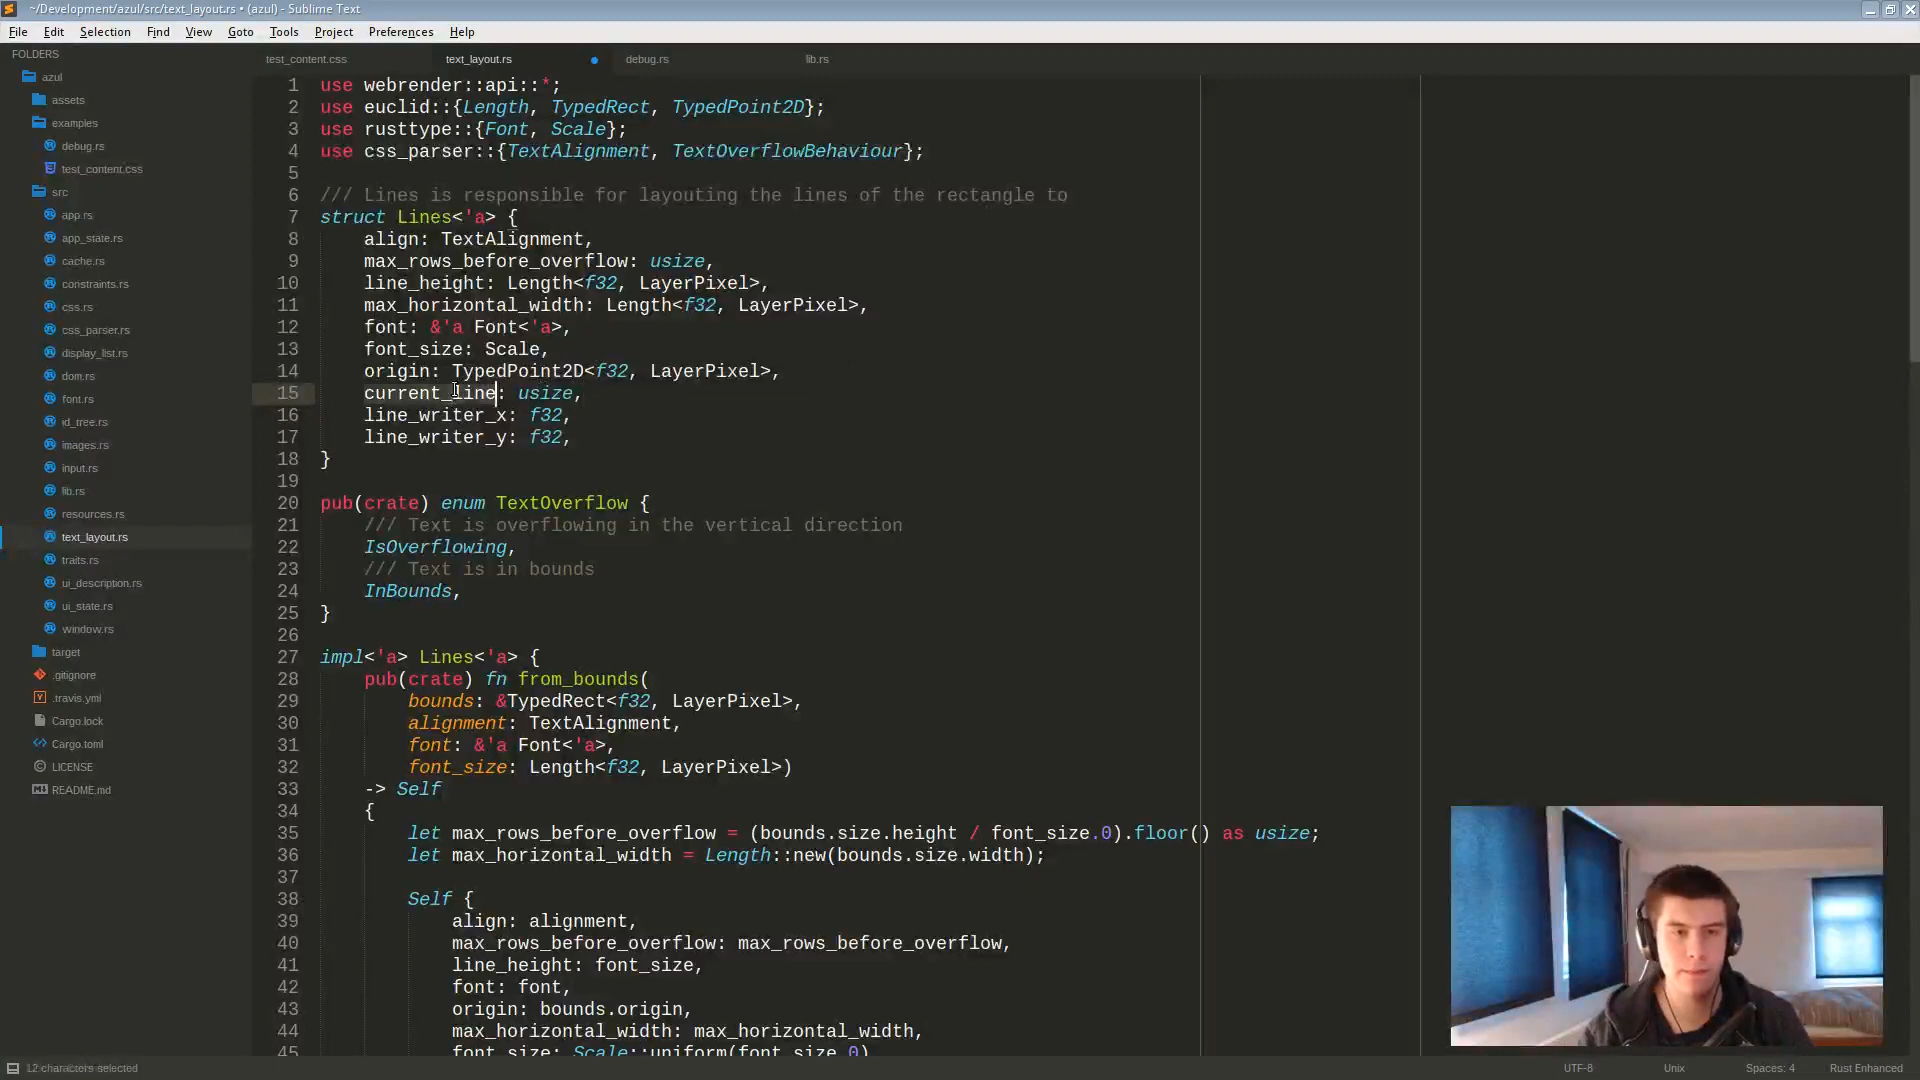 ~/Development/azul/src/text_layout.rs • (azul) - Sublime Text
File Edit Selection Find View Goto Tools Project Preferences Help
FOLDERS
azul
assets
examples
debug.rs
test_content.css
src
app.rs
app_state.rs
cache.rs
constraints.rs
css.rs
css_parser.rs
display_list.rs
dom.rs
font.rs
id_tree.rs
images.rs
input.rs
lib.rs
resources.rs
text_layout.rs
traits.rs
ui_description.rs
ui_state.rs
window.rs
target
.gitignore
.travis.yml
Cargo.lock
Cargo.toml
LICENSE
README.md
test_content.css text_layout.rs debug.rs lib.rs
1 use webrender::api::*;
2 use euclid::{Length, TypedRect, TypedPoint2D};
3 use rusttype::{Font, Scale};
4 use css_parser::{TextAlignment, TextOverflowBehaviour};
5
6 /// Lines is responsible for layouting the lines of the rectangle to
7 struct Lines<'a> {
8     align: TextAlignment,
9     max_rows_before_overflow: usize,
10     line_height: Length<f32, LayerPixel>,
11     max_horizontal_width: Length<f32, LayerPixel>,
12     font: &'a Font<'a>,
13     font_size: Scale,
14     origin: TypedPoint2D<f32, LayerPixel>,
15     current_line: usize,
16     line_writer_x: f32,
17     line_writer_y: f32,
18 }
19
20 pub(crate) enum TextOverflow {
21     /// Text is overflowing in the vertical direction
22     IsOverflowing,
23     /// Text is in bounds
24     InBounds,
25 }
26
27 impl<'a> Lines<'a> {
28     pub(crate) fn from_bounds(
29         bounds: &TypedRect<f32, LayerPixel>,
30         alignment: TextAlignment,
31         font: &'a Font<'a>,
32         font_size: Length<f32, LayerPixel>)
33     -> Self
34     {
35         let max_rows_before_overflow = (bounds.size.height / font_size.0).floor() as usize;
36         let max_horizontal_width = Length::new(bounds.size.width);
37
38         Self {
39             align: alignment,
40             max_rows_before_overflow: max_rows_before_overflow,
41             line_height: font_size,
42             font: font,
43             origin: bounds.origin,
44             max_horizontal_width: max_horizontal_width,
45             font_size: Scale::uniform(font_size.0)
12 characters selected UTF-8 Unix Spaces: 4 Rust Enhanced